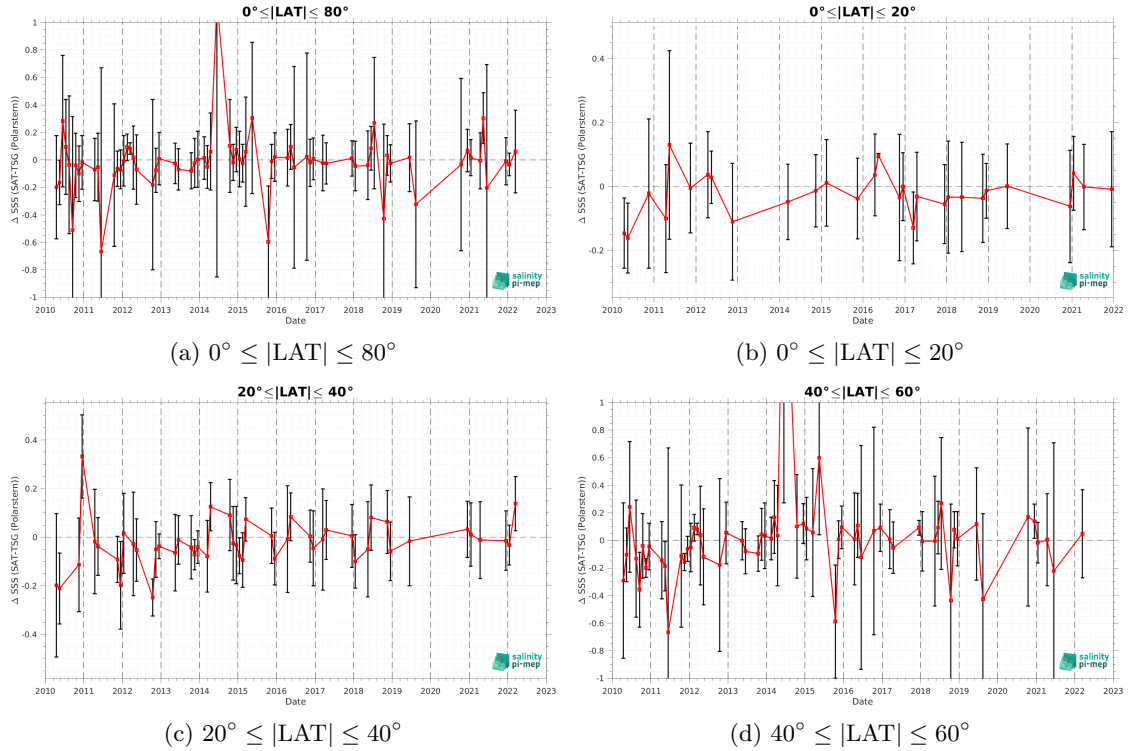 0°≤|LAT|≤ 80°
Δ SSS (SAT-TSG (Polarstern))
1
0.8
0.6
0.4
0.2
0
-0.2
-0.4
-0.6
-0.8
-1
2010 2011 2012 2013 2014 2015 2016 2017 2018 2019 2020 2021 2022 2023
Date
salinity
pi-mep
(a) 0° ≤ |LAT| ≤ 80°
0°≤|LAT|≤ 20°
Δ SSS (SAT-TSG (Polarstern))
0.4
0.2
0
-0.2
2010 2011 2012 2013 2014 2015 2016 2017 2018 2019 2020 2021 2022
Date
salinity
pi-mep
(b) 0° ≤ |LAT| ≤ 20°
20°≤|LAT|≤ 40°
Δ SSS (SAT-TSG (Polarstern))
0.4
0.2
0
-0.2
-0.4
2010 2011 2012 2013 2014 2015 2016 2017 2018 2019 2020 2021 2022 2023
Date
salinity
pi-mep
(c) 20° ≤ |LAT| ≤ 40°
40°≤|LAT|≤ 60°
Δ SSS (SAT-TSG (Polarstern))
1
0.8
0.6
0.4
0.2
0
-0.2
-0.4
-0.6
-0.8
-1
2010 2011 2012 2013 2014 2015 2016 2017 2018 2019 2020 2021 2022 2023
Date
salinity
pi-mep
(d) 40° ≤ |LAT| ≤ 60°